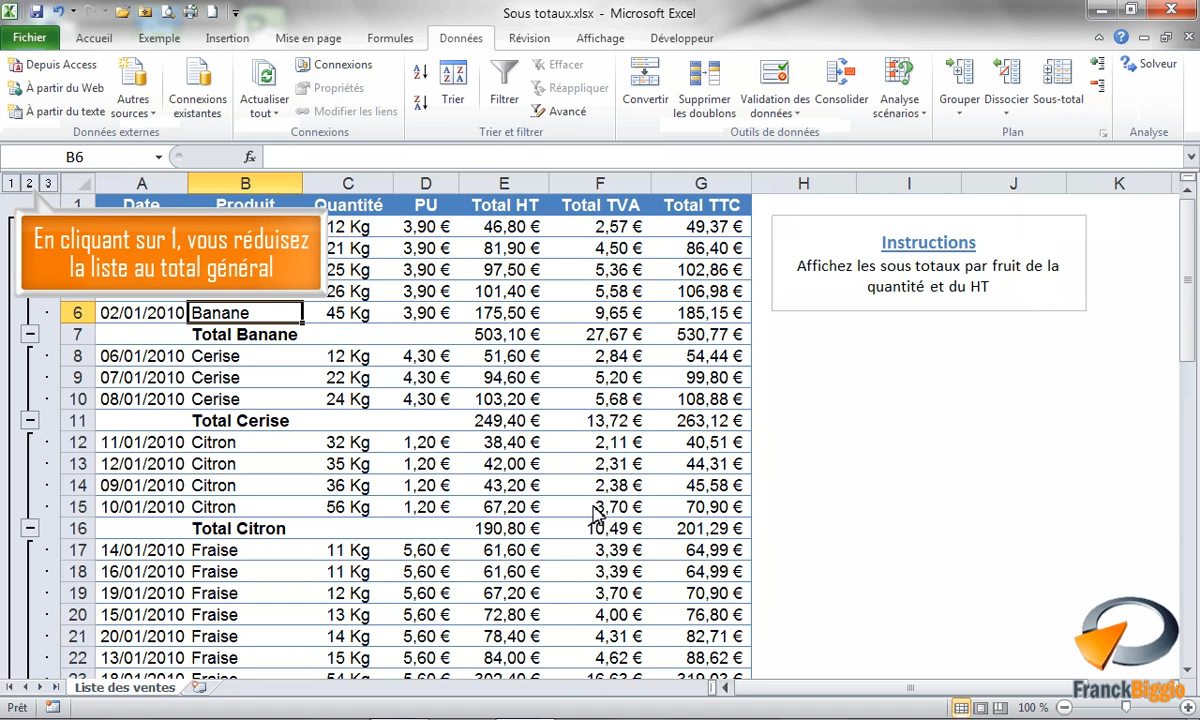 Sous totaux.xlsx - Microsoft Excel
Fichier Accueil Exemple Insertion Mise en page Formules Données Révision Affichage Développeur
Depuis Access
À partir du Web
À partir du texte
Autres sources
Connexions existantes
Données externes
Actualiser tout
Connexions
Propriétés
Modifier les liens
Connexions
Trier
Filtrer
Effacer
Réappliquer
Avancé
Trier et filtrer
Convertir
Supprimer les doublons
Validation des données
Consolider
Analyse scénarios
Outils de données
Grouper
Dissocier
Sous-total
Plan
Solveur
Analyse
B6 fx
1 2 3 A B C D E F G H I J K
1 Date Produit Quantité PU Total HT Total TVA Total TTC
12 Kg 3,90 € 46,80 € 2,57 € 49,37 €
21 Kg 3,90 € 81,90 € 4,50 € 86,40 €
25 Kg 3,90 € 97,50 € 5,36 € 102,86 €
26 Kg 3,90 € 101,40 € 5,58 € 106,98 €
6 02/01/2010 Banane 45 Kg 3,90 € 175,50 € 9,65 € 185,15 €
7 Total Banane 503,10 € 27,67 € 530,77 €
8 06/01/2010 Cerise 12 Kg 4,30 € 51,60 € 2,84 € 54,44 €
9 07/01/2010 Cerise 22 Kg 4,30 € 94,60 € 5,20 € 99,80 €
10 08/01/2010 Cerise 24 Kg 4,30 € 103,20 € 5,68 € 108,88 €
11 Total Cerise 249,40 € 13,72 € 263,12 €
12 11/01/2010 Citron 32 Kg 1,20 € 38,40 € 2,11 € 40,51 €
13 12/01/2010 Citron 35 Kg 1,20 € 42,00 € 2,31 € 44,31 €
14 09/01/2010 Citron 36 Kg 1,20 € 43,20 € 2,38 € 45,58 €
15 10/01/2010 Citron 56 Kg 1,20 € 67,20 € 3,70 € 70,90 €
16 Total Citron 190,80 € 10,49 € 201,29 €
17 14/01/2010 Fraise 11 Kg 5,60 € 61,60 € 3,39 € 64,99 €
18 16/01/2010 Fraise 11 Kg 5,60 € 61,60 € 3,39 € 64,99 €
19 19/01/2010 Fraise 12 Kg 5,60 € 67,20 € 3,70 € 70,90 €
20 15/01/2010 Fraise 13 Kg 5,60 € 72,80 € 4,00 € 76,80 €
21 20/01/2010 Fraise 14 Kg 5,60 € 78,40 € 4,31 € 82,71 €
22 13/01/2010 Fraise 15 Kg 5,60 € 84,00 € 4,62 € 88,62 €
23 18/01/2010 Fraise 54 Kg 5,60 € 302,40 € 16,63 € 319,03 €
En cliquant sur 1, vous réduisez
la liste au total général
Instructions
Affichez les sous totaux par fruit de la
quantité et du HT
FranckBiggio
Liste des ventes
Prêt
100 %